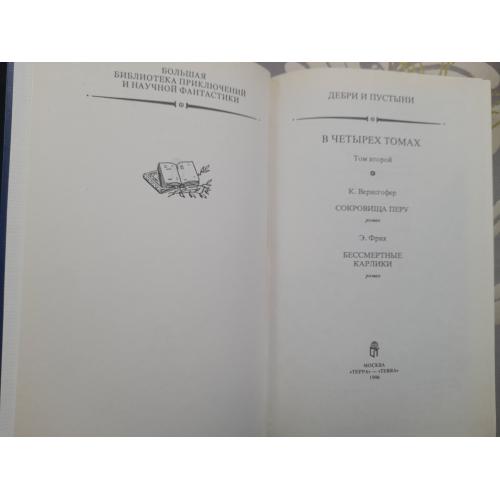 БОЛЬШАЯ
БИБЛИОТЕКА ПРИКЛЮЧЕНИЙ
И НАУЧНОЙ ФАНТАСТИКИ
ДЕБРИ И ПУСТЫНИ
В ЧЕТЫРЕХ ТОМАХ
Том второй
К. Верисгофер
СОКРОВИЩА ПЕРУ
роман
Э. Фрих
БЕССМЕРТНЫЕ
КАРЛИКИ
роман
МОСКВА
«ТЕРРА» — «TERRA»
1996